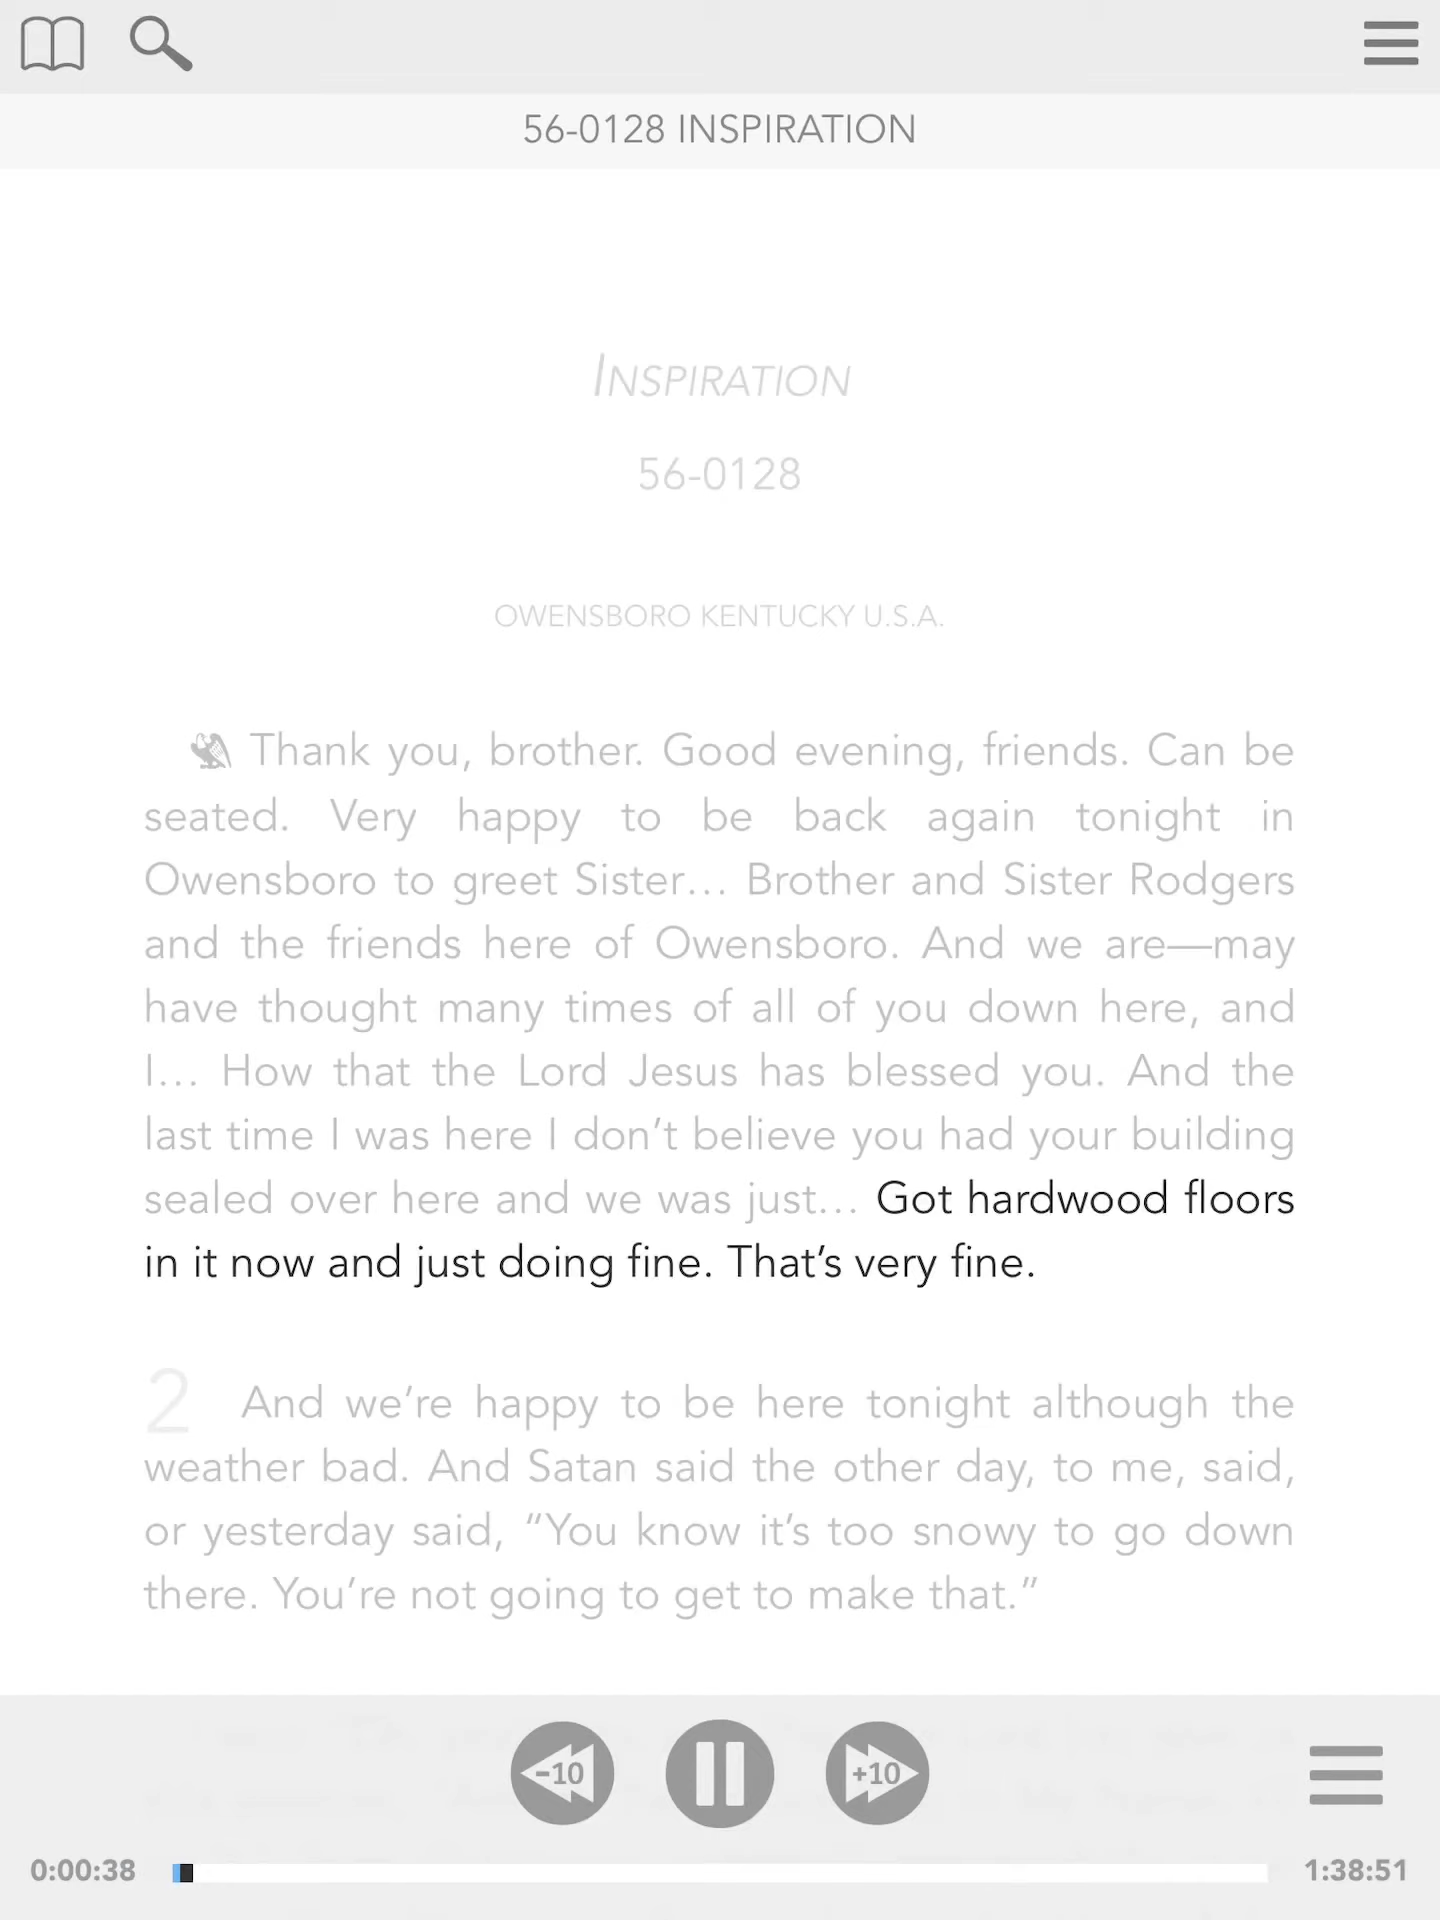 56-0128 INSPIRATION
INSPIRATION
56-0128
OWENSBORO KENTUCKY U.S.A.
Thank you, brother. Good evening, friends. Can be
seated. Very happy to be back again tonight in
Owensboro to greet Sister… Brother and Sister Rodgers
and the friends here of Owensboro. And we are—may
have thought many times of all of you down here, and
I… How that the Lord Jesus has blessed you. And the
last time I was here I don’t believe you had your building
sealed over here and we was just… Got hardwood floors
in it now and just doing fine. That’s very fine.
2 And we’re happy to be here tonight although the
weather bad. And Satan said the other day, to me, said,
or yesterday said, “You know it’s too snowy to go down
there. You’re not going to get to make that.”
-10 +10
0:00:38 1:38:51